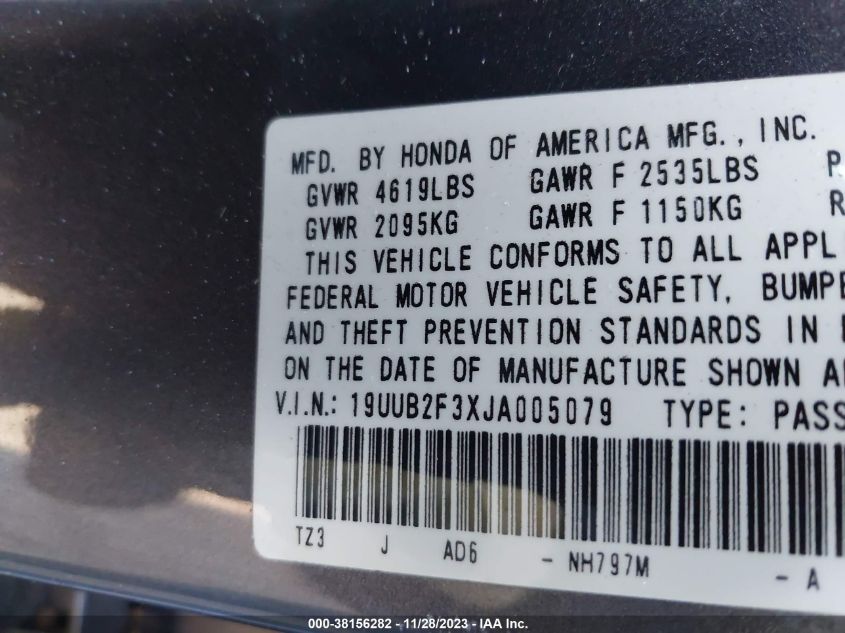 MFD. BY HONDA OF AMERICA MFG., INC.
GVWR 4619LBS GAWR F 2535LBS
GVWR 2095KG GAWR F 1150KG
THIS VEHICLE CONFORMS TO ALL APPL
FEDERAL MOTOR VEHICLE SAFETY, BUMPE
AND THEFT PREVENTION STANDARDS IN
ON THE DATE OF MANUFACTURE SHOWN
V.I.N.: 19UUB2F3XJA005079 TYPE: PASS
TZ3 J AD6 - NH797M - A
000-38156282 - 11/28/2023 - IAA Inc.